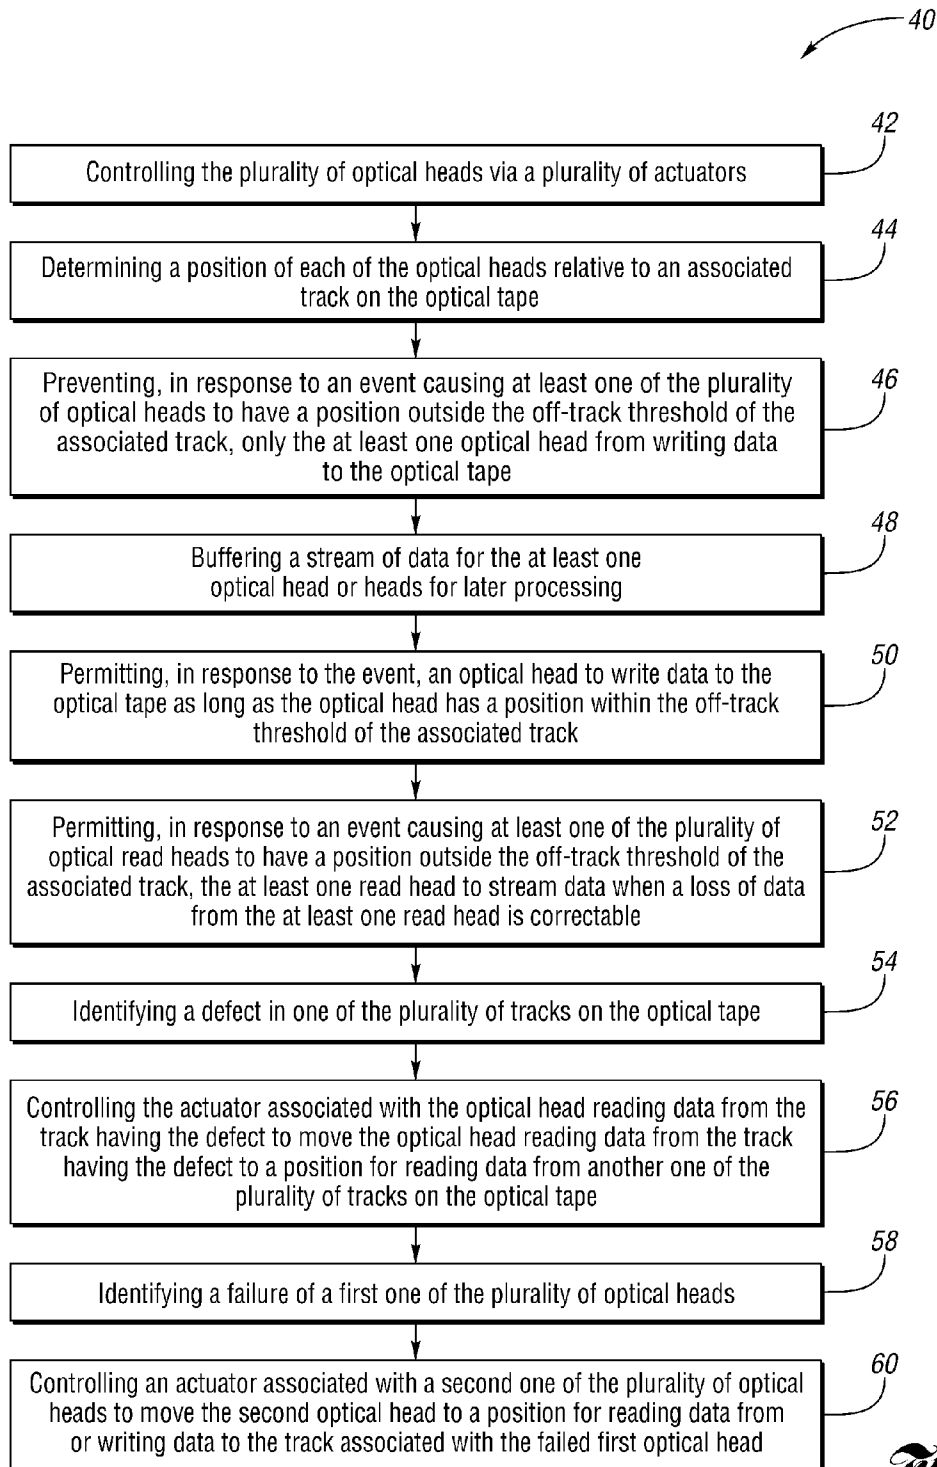 40
42
Controlling the plurality of optical heads via a plurality of actuators
44
Determining a position of each of the optical heads relative to an associated
track on the optical tape
46
Preventing, in response to an event causing at least one of the plurality
of optical heads to have a position outside the off-track threshold of the
associated track, only the at least one optical head from writing data
to the optical tape
48
Buffering a stream of data for the at least one
optical head or heads for later processing
50
Permitting, in response to the event, an optical head to write data to the
optical tape as long as the optical head has a position within the off-track
threshold of the associated track
52
Permitting, in response to an event causing at least one of the plurality of
optical read heads to have a position outside the off-track threshold of the
associated track, the at least one read head to stream data when a loss of data
from the at least one read head is correctable
54
Identifying a defect in one of the plurality of tracks on the optical tape
56
Controlling the actuator associated with the optical head reading data from the
track having the defect to move the optical head reading data from the track
having the defect to a position for reading data from another one of the
plurality of tracks on the optical tape
58
Identifying a failure of a first one of the plurality of optical heads
60
Controlling an actuator associated with a second one of the plurality of optical
heads to move the second optical head to a position for reading data from
or writing data to the track associated with the failed first optical head